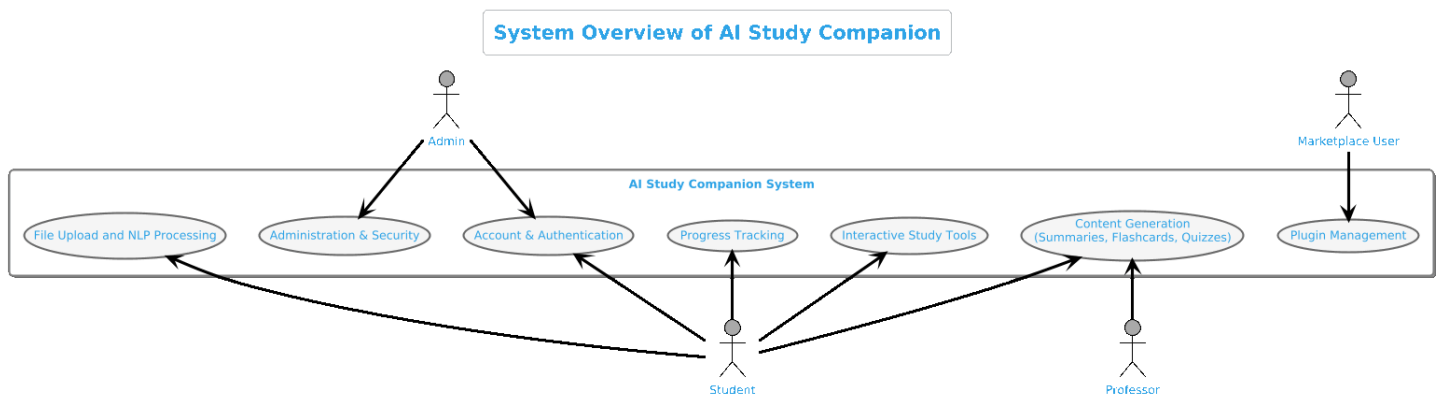 System Overview of AI Study Companion
Admin
Marketplace User
AI Study Companion System
File Upload and NLP Processing
Administration & Security
Account & Authentication
Progress Tracking
Interactive Study Tools
Content Generation
(Summaries, Flashcards, Quizzes)
Plugin Management
Student
Professor